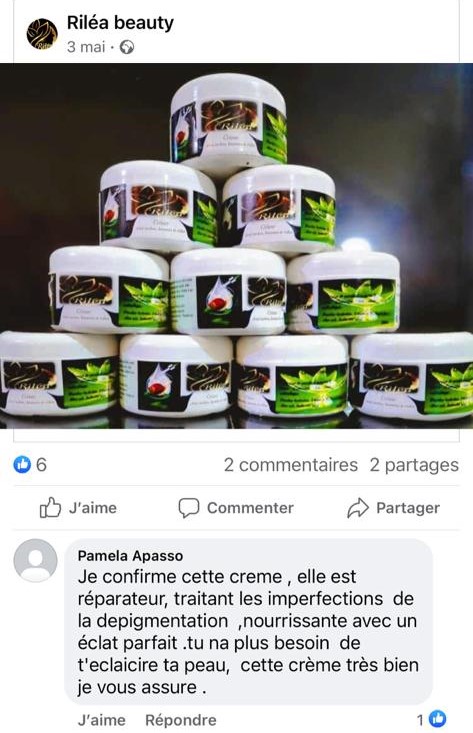 Riléa beauty
3 mai
6
2 commentaires 2 partages
J'aime Commenter Partager
Pamela Apasso
Je confirme cette creme , elle est
réparateur, traitant les imperfections de
la depigmentation ,nourrissante avec un
éclat parfait .tu na plus besoin de
t'eclaicire ta peau, cette crème très bien
je vous assure .
J'aime Répondre 1